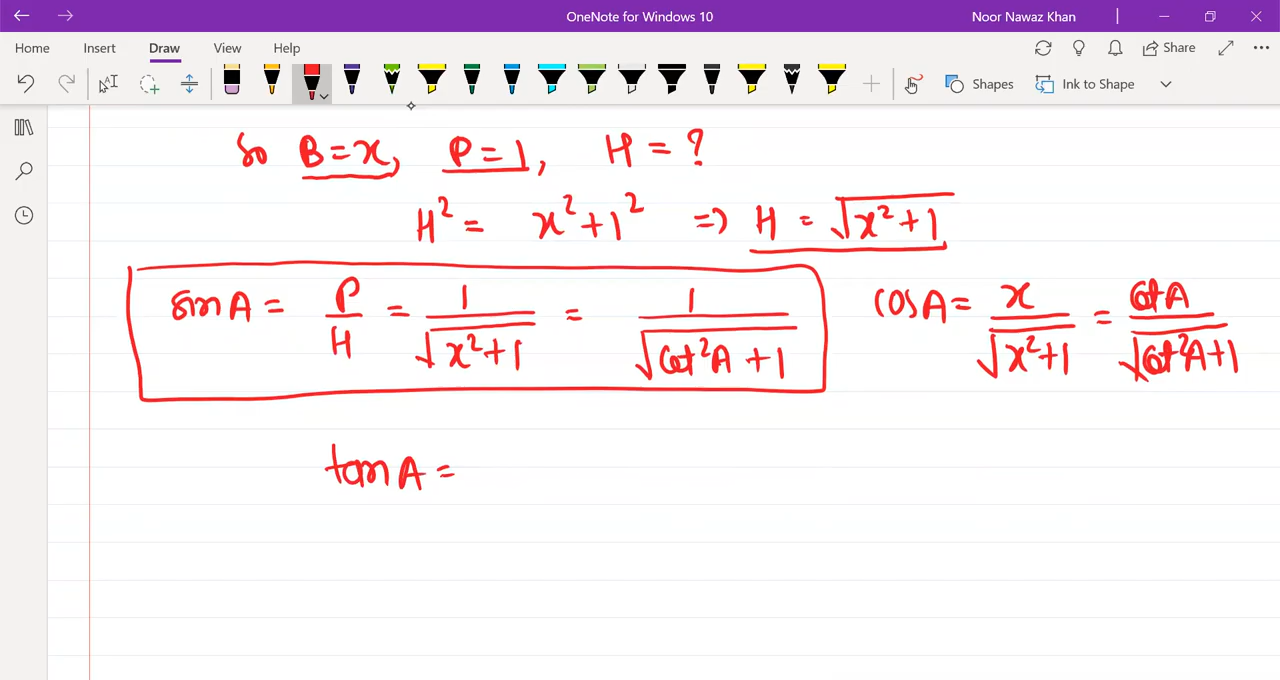 OneNote for Windows 10
Noor Nawaz Khan
Home Insert Draw View Help
Share
Shapes
Ink to Shape
So B = x, P = 1, H = ?
H² = x² + 1² => H = √(x² + 1)
sin A = P/H = 1/√(x² + 1) = 1/√(cot²A + 1)
cos A = x/√(x² + 1) = cot A/√(cot²A + 1)
tan A =